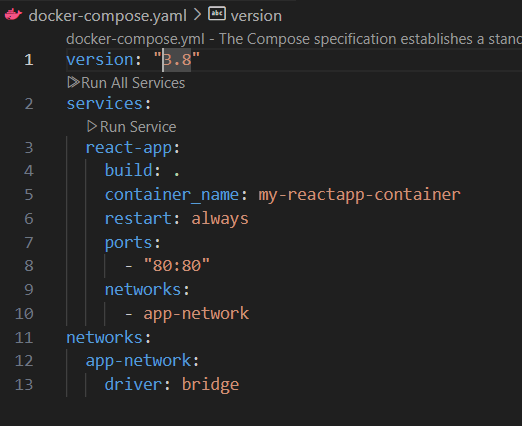 docker-compose.yaml > version
docker-compose.yml - The Compose specification establishes a stand
1 version: "3.8"
Run All Services
2 services:
Run Service
3 react-app:
4 build: .
5 container_name: my-reactapp-container
6 restart: always
7 ports:
8 - "80:80"
9 networks:
10 - app-network
11 networks:
12 app-network:
13 driver: bridge